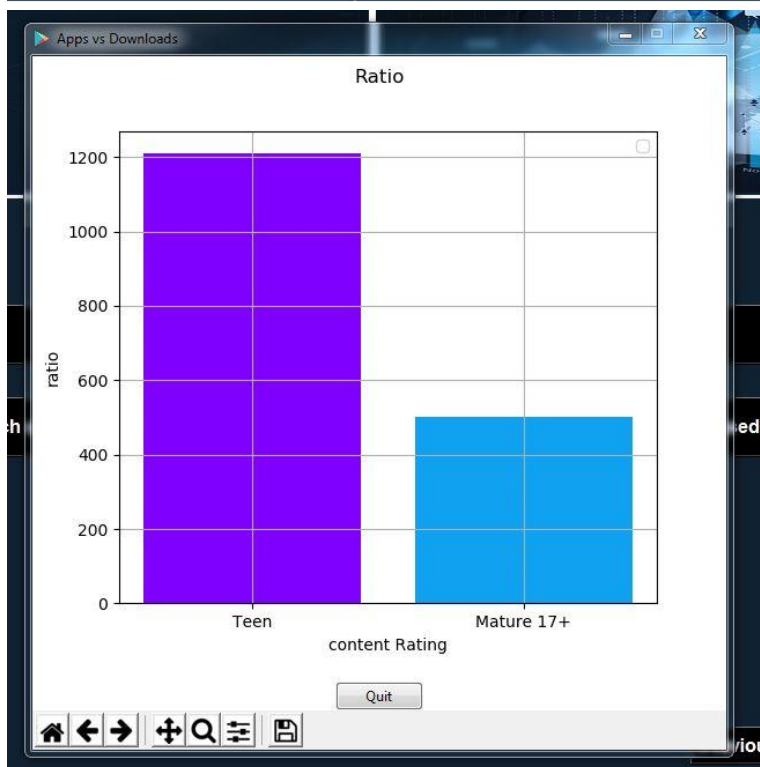 Apps vs Downloads
Ratio
1200
1000
800
600
400
200
0
ratio
Teen
Mature 17+
content Rating
Quit